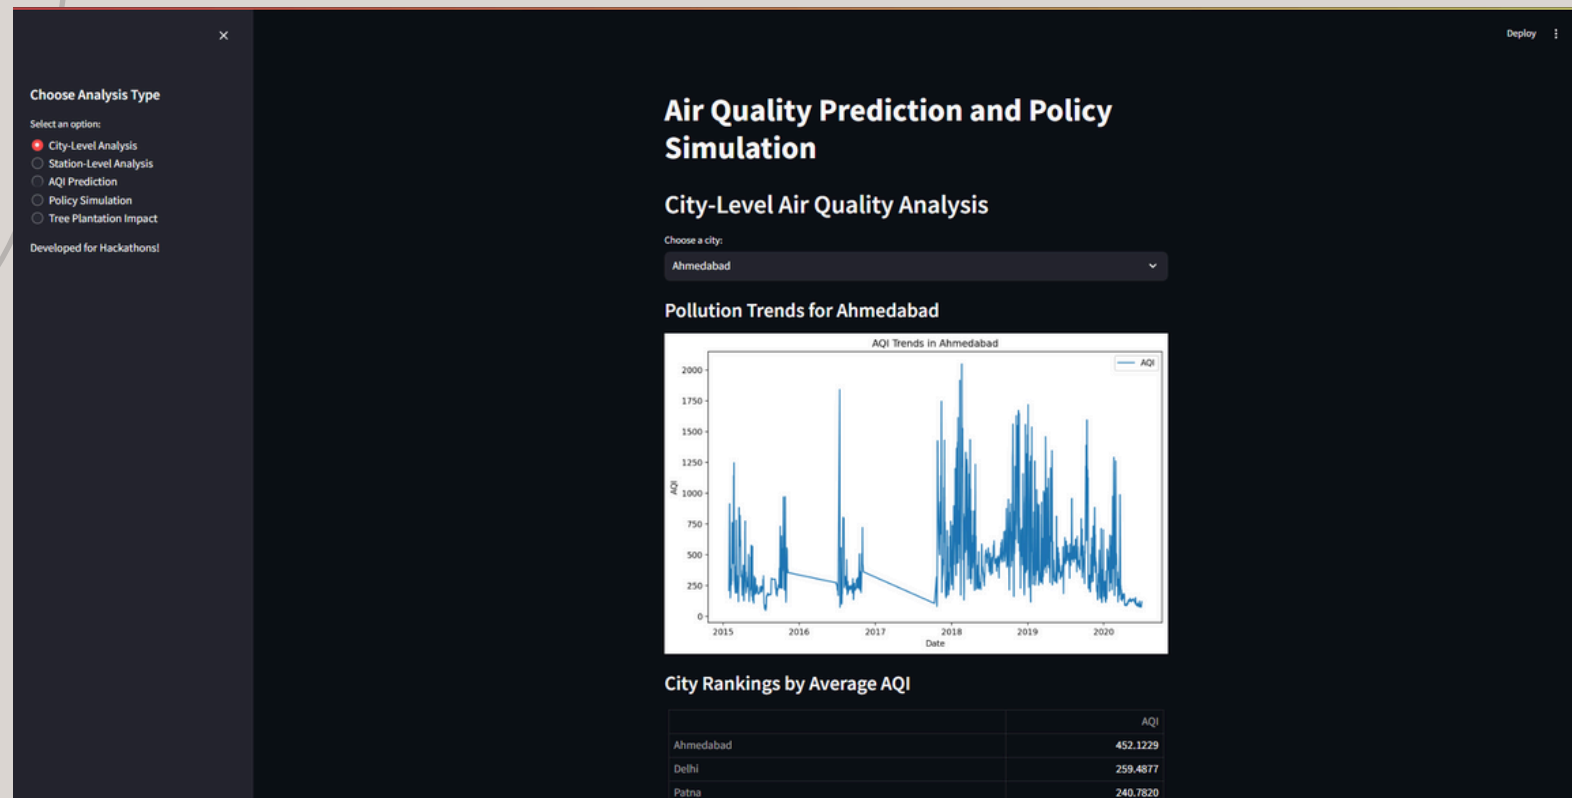 Deploy
Choose Analysis Type
Select an option:
City-Level Analysis
Station-Level Analysis
AQI Prediction
Policy Simulation
Tree Plantation Impact
Developed for Hackathons!
Air Quality Prediction and Policy
Simulation
City-Level Air Quality Analysis
Choose a city:
Ahmedabad
Pollution Trends for Ahmedabad
AQI Trends in Ahmedabad
AQI
2000
1750
1500
1250
1000
750
500
250
0
AQI
2015 2016 2017 2018 2019 2020
Date
City Rankings by Average AQI
AQI
Ahmedabad 452.1229
Delhi 259.4877
Patna 240.7820